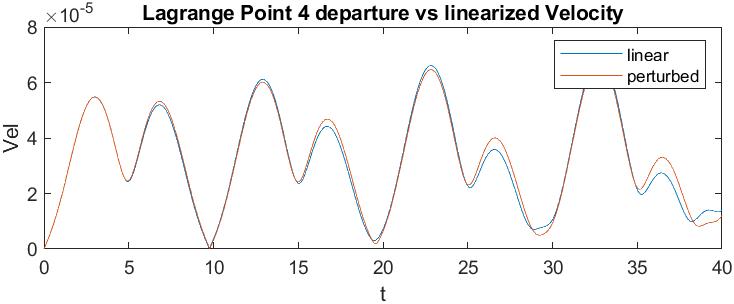 Lagrange Point 4 departure vs linearized Velocity
×10^-5
8
6
4
2
0
Vel
linear
perturbed
0 5 10 15 20 25 30 35 40
t